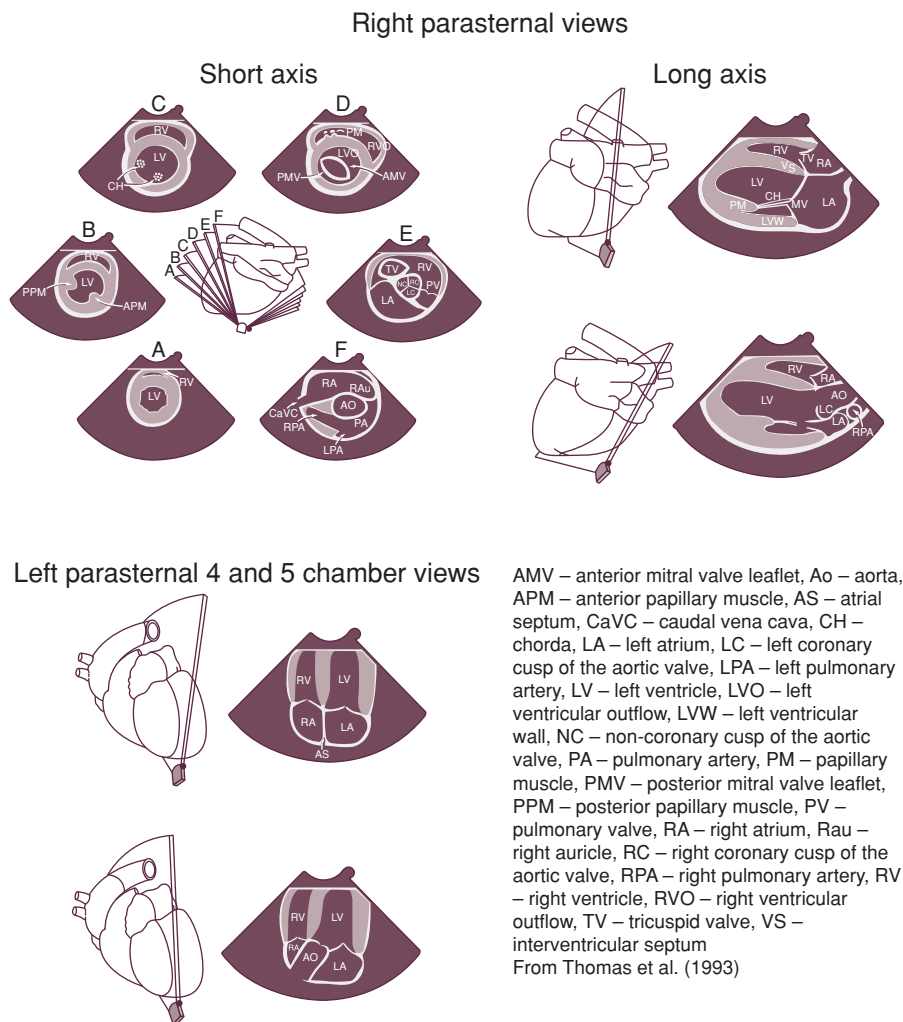 Right parasternal views
Short axis
Long axis
C
RV
LV
CH
D
PM
RVO
LVO
PMV
AMV
B
RV
LV
PPM
APM
F
E
D
C
B
A
E
TV
RV
NC
RC
LC
PV
LA
A
RV
LV
F
RA
RAu
CaVC
AO
RPA
PA
LPA
RV
TV
RA
VS
LV
CH
PM
MV
LA
LVW
RV
RA
LV
AO
LC
LA
RPA
Left parasternal 4 and 5 chamber views
RV
LV
RA
LA
AS
RV
LV
RA
AO
LA
AMV – anterior mitral valve leaflet, Ao – aorta,
APM – anterior papillary muscle, AS – atrial
septum, CaVC – caudal vena cava, CH –
chorda, LA – left atrium, LC – left coronary
cusp of the aortic valve, LPA – left pulmonary
artery, LV – left ventricle, LVO – left
ventricular outflow, LVW – left ventricular
wall, NC – non-coronary cusp of the aortic
valve, PA – pulmonary artery, PM – papillary
muscle, PMV – posterior mitral valve leaflet,
PPM – posterior papillary muscle, PV –
pulmonary valve, RA – right atrium, Rau –
right auricle, RC – right coronary cusp of the
aortic valve, RPA – right pulmonary artery, RV
– right ventricle, RVO – right ventricular
outflow, TV – tricuspid valve, VS –
interventricular septum
From Thomas et al. (1993)